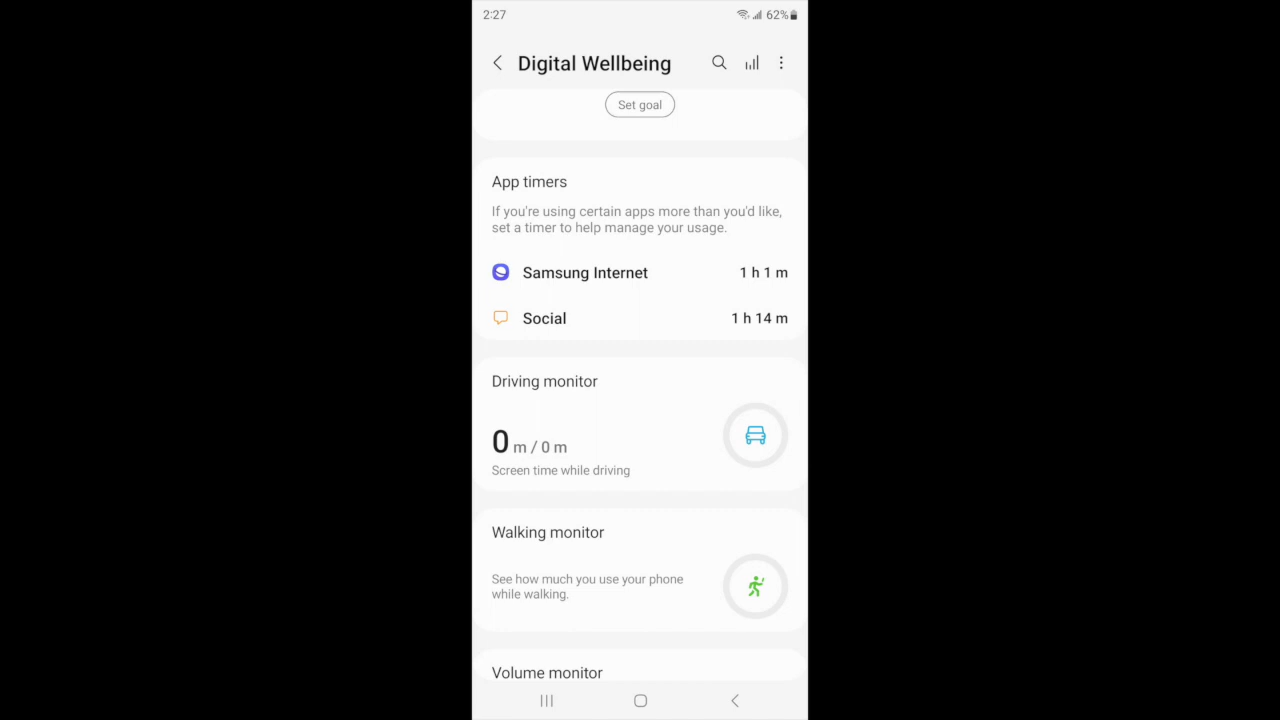 2:27
62%
Digital Wellbeing
Set goal
App timers
If you're using certain apps more than you'd like,
set a timer to help manage your usage.
Samsung Internet 1 h 1 m
Social 1 h 14 m
Driving monitor
0 m / 0 m
Screen time while driving
Walking monitor
See how much you use your phone
while walking.
Volume monitor